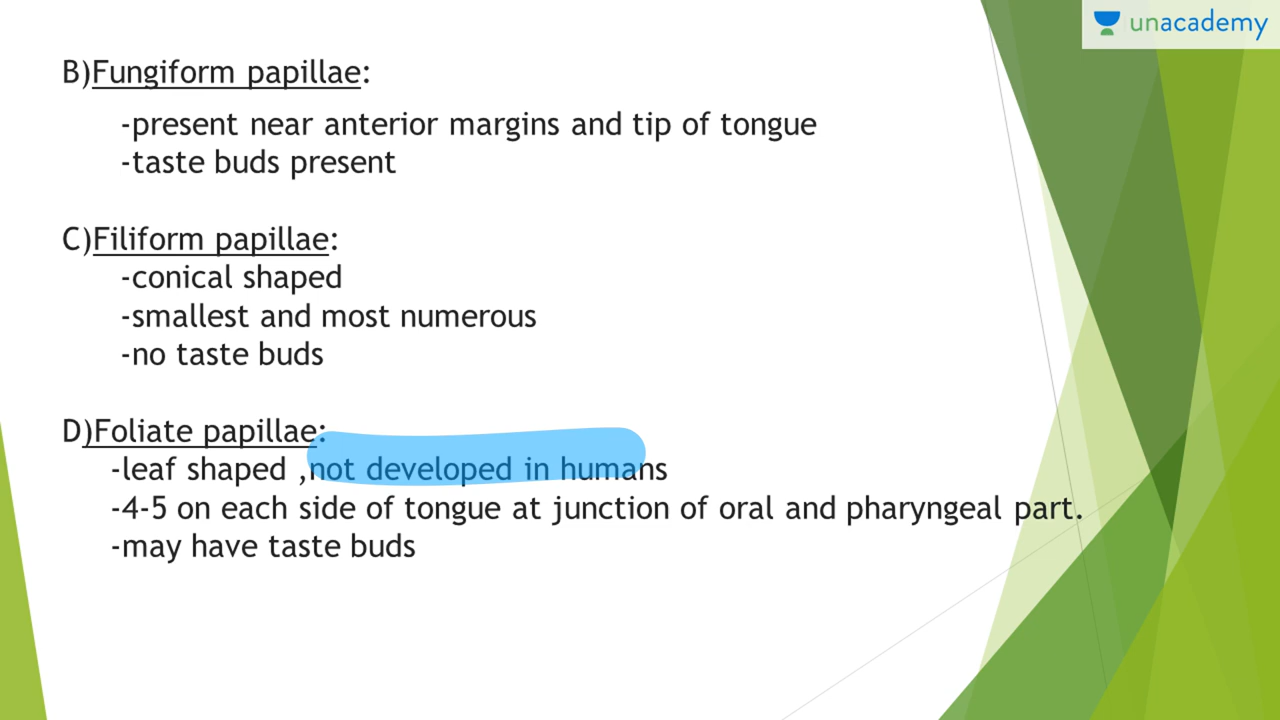 unacademy
B)Fungiform papillae:
-present near anterior margins and tip of tongue
-taste buds present
C)Filiform papillae:
-conical shaped
-smallest and most numerous
-no taste buds
D)Foliate papillae:
-leaf shaped ,not developed in humans
-4-5 on each side of tongue at junction of oral and pharyngeal part.
-may have taste buds